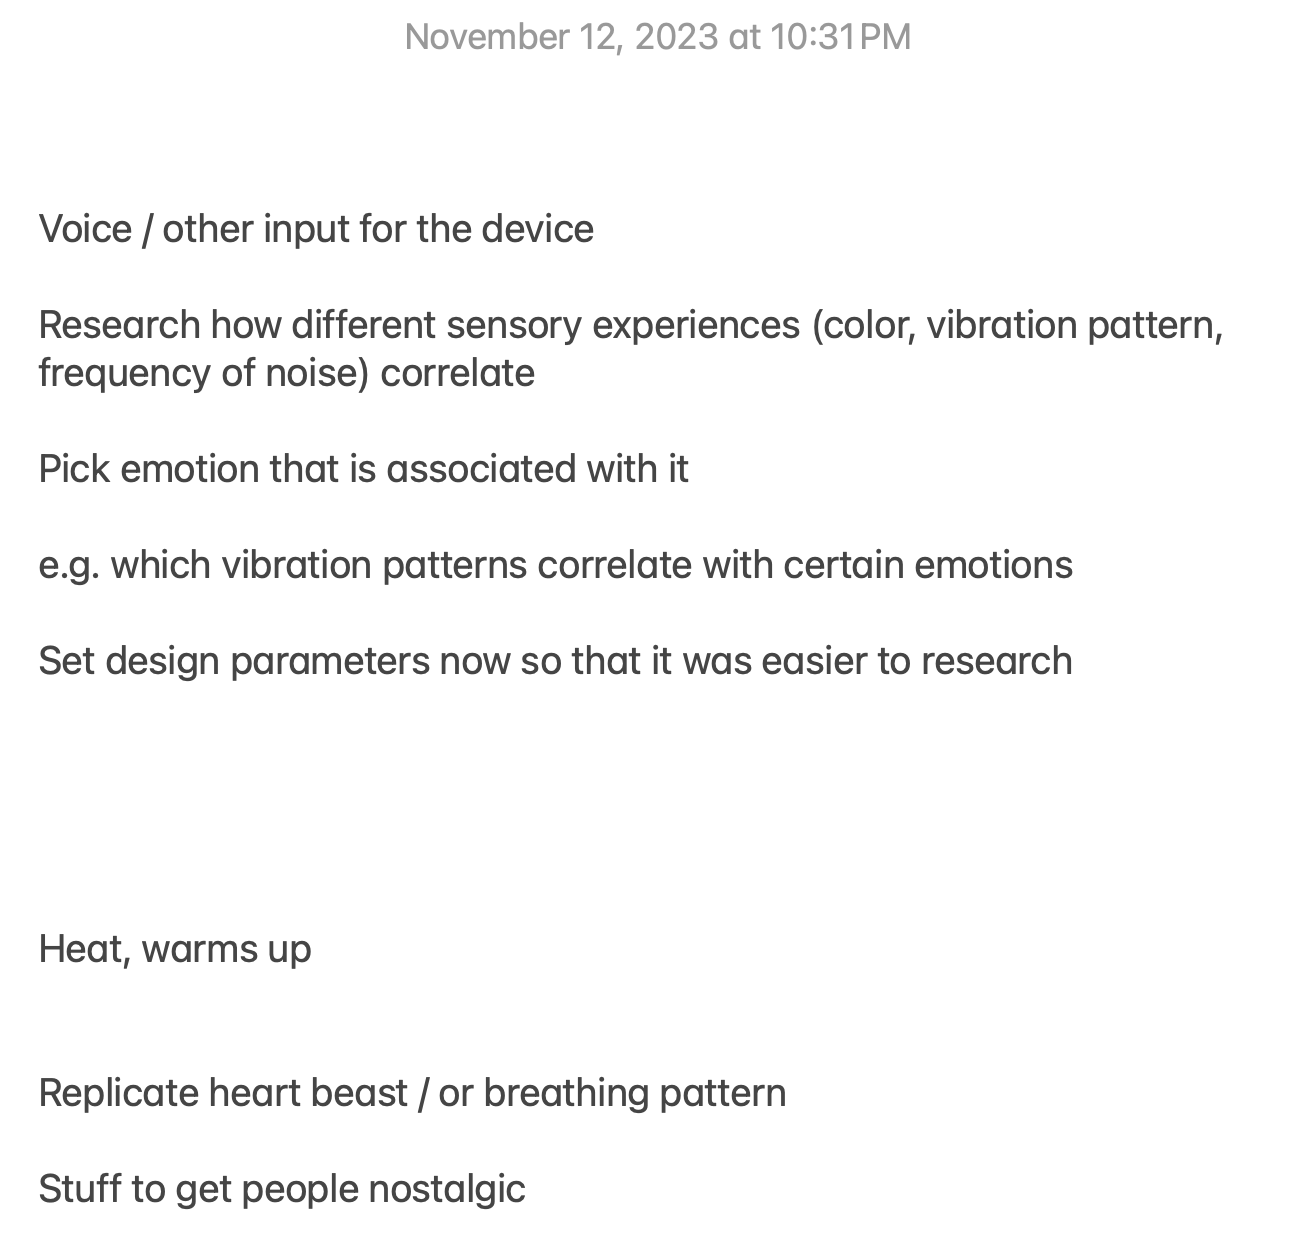 November 12, 2023 at 10:31 PM
Voice / other input for the device
Research how different sensory experiences (color, vibration pattern,
frequency of noise) correlate
Pick emotion that is associated with it
e.g. which vibration patterns correlate with certain emotions
Set design parameters now so that it was easier to research
Heat, warms up
Replicate heart beast / or breathing pattern
Stuff to get people nostalgic